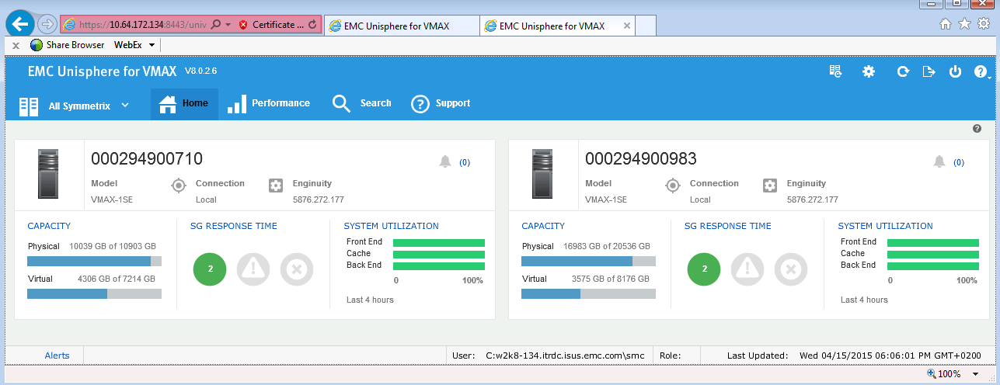 https://10.64.172.134:8443/univ Certificate ... EMC Unisphere for VMAX EMC Unisphere for VMAX
Share Browser WebEx
EMC Unisphere for VMAX V8.0.2.6
All Symmetrix Home Performance Search Support
000294900710 (0)
Model Connection Enginuity
VMAX-1SE Local 5876.272.177
CAPACITY SG RESPONSE TIME SYSTEM UTILIZATION
Physical 10039 GB of 10903 GB
Virtual 4306 GB of 7214 GB
2
Front End
Cache
Back End
0 100%
Last 4 hours
000294900983 (0)
Model Connection Enginuity
VMAX-1SE Local 5876.272.177
CAPACITY SG RESPONSE TIME SYSTEM UTILIZATION
Physical 16983 GB of 20536 GB
Virtual 3575 GB of 8176 GB
2
Front End
Cache
Back End
0 100%
Last 4 hours
Alerts User: C:w2k8-134.itrdc.isus.emc.com\smc Role: Last Updated: Wed 04/15/2015 06:06:01 PM GMT+0200
100%